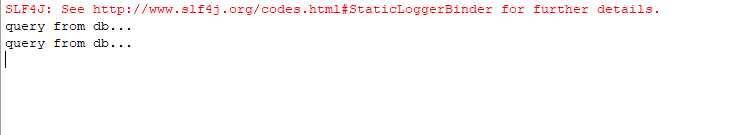 SLF4J: See http://www.slf4j.org/codes.html#StaticLoggerBinder for further details.
query from db...
query from db...